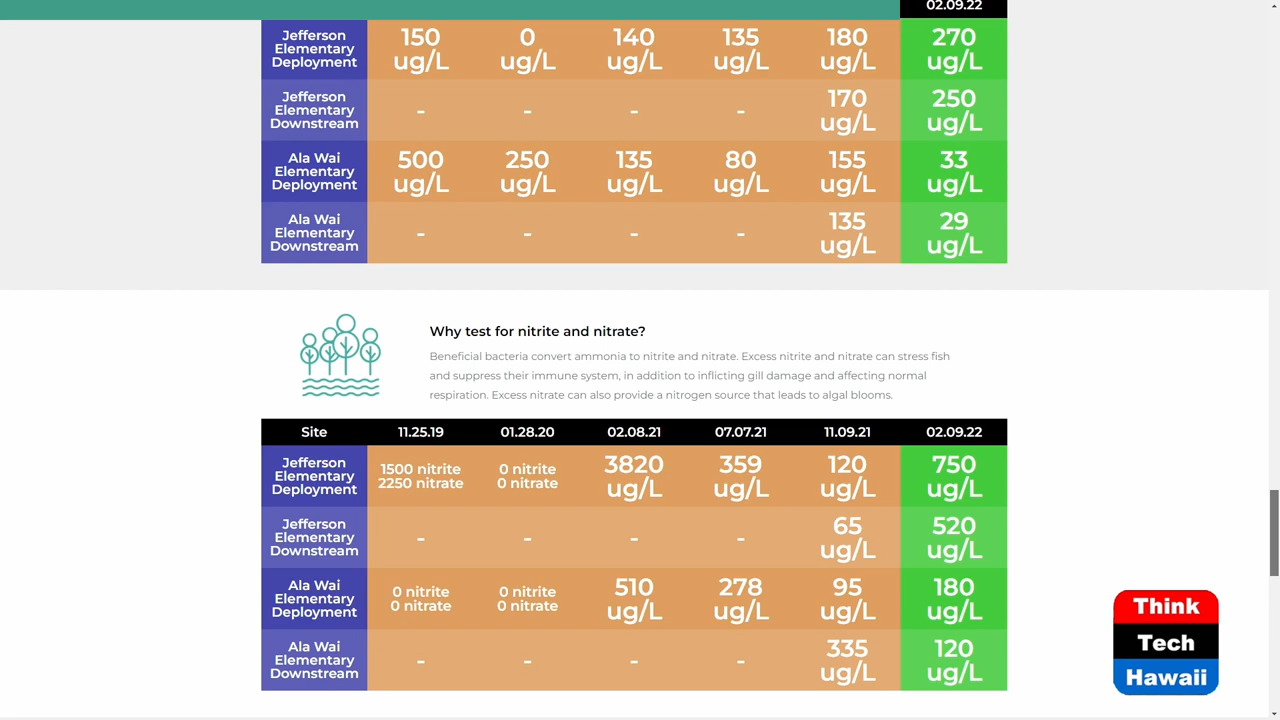 02.09.22
Jefferson
Elementary
Deployment
150
ug/L
0
ug/L
140
ug/L
135
ug/L
180
ug/L
270
ug/L
Jefferson
Elementary
Downstream
-
-
-
-
170
ug/L
250
ug/L
Ala Wai
Elementary
Deployment
500
ug/L
250
ug/L
135
ug/L
80
ug/L
155
ug/L
33
ug/L
Ala Wai
Elementary
Downstream
-
-
-
-
135
ug/L
29
ug/L
Why test for nitrite and nitrate?
Beneficial bacteria convert ammonia to nitrite and nitrate. Excess nitrite and nitrate can stress fish
and suppress their immune system, in addition to inflicting gill damage and affecting normal
respiration. Excess nitrate can also provide a nitrogen source that leads to algal blooms.
Site 11.25.19 01.28.20 02.08.21 07.07.21 11.09.21 02.09.22
Jefferson
Elementary
Deployment
1500 nitrite
2250 nitrate
0 nitrite
0 nitrate
3820
ug/L
359
ug/L
120
ug/L
750
ug/L
Jefferson
Elementary
Downstream
-
-
-
-
65
ug/L
520
ug/L
Ala Wai
Elementary
Deployment
0 nitrite
0 nitrate
0 nitrite
0 nitrate
510
ug/L
278
ug/L
95
ug/L
180
ug/L
Ala Wai
Elementary
Downstream
-
-
-
-
335
ug/L
120
ug/L
Think
Tech
Hawaii